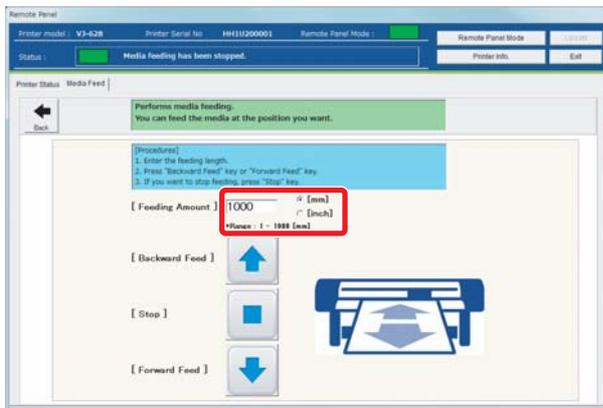 Remote Panel
Printer model : VJ-628 Printer Serial No HH1U200001 Remote Panel Mode :
Remote Panel Mode
Status : Media feeding has been stopped.
Printer Info. Exit
Printer Status Media Feed
Back
Performs media feeding.
You can feed the media at the position you want.
[Procedures]
1. Enter the feeding length.
2. Press "Backward Feed" key or "Forward Feed" key.
3. If you want to stop feeding, press "Stop" key.
[ Feeding Amount ] 1000 [mm]
[inch]
*Range : 1 - 1000 [mm]
[ Backward Feed ]
[ Stop ]
[ Forward Feed ]